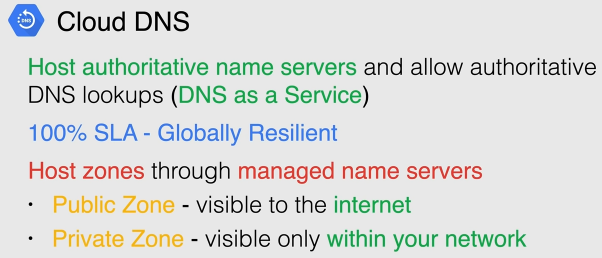 DNS
Cloud DNS
Host authoritative name servers and allow authoritative
DNS lookups (DNS as a Service)
100% SLA - Globally Resilient
Host zones through managed name servers
• Public Zone - visible to the internet
• Private Zone - visible only within your network